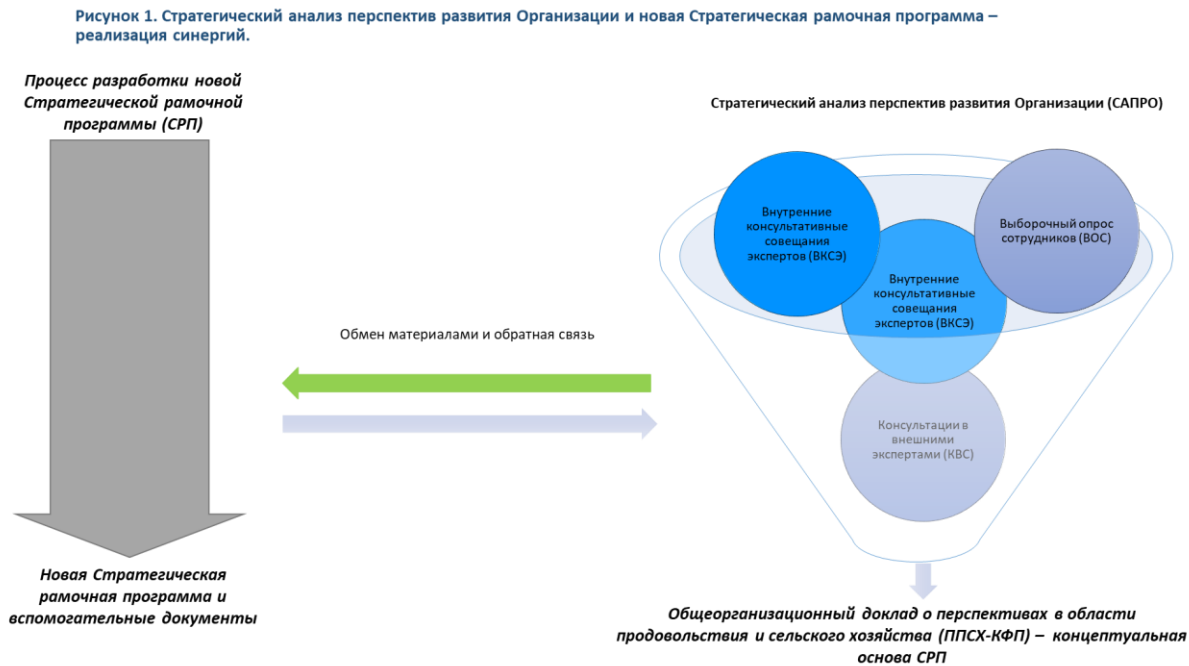 Рисунок 1. Стратегический анализ перспектив развития Организации и новая Стратегическая рамочная программа –
реализация синергий.
Процесс разработки новой
Стратегической рамочной
программы (СРП)
Стратегический анализ перспектив развития Организации (САПРО)
Внутренние
консультативные
совещания
экспертов (ВКСЭ)
Выборочный опрос
сотрудников (ВОС)
Внутренние
консультативные
совещания
экспертов (ВКСЭ)
Обмен материалами и обратная связь
Консультации в
внешними
экспертами (КВС)
Новая Стратегическая
рамочная программа и
вспомогательные документы
Общеорганизационный доклад о перспективах в области
продовольствия и сельского хозяйства (ППСХ-КФП) – концептуальная
основа СРП